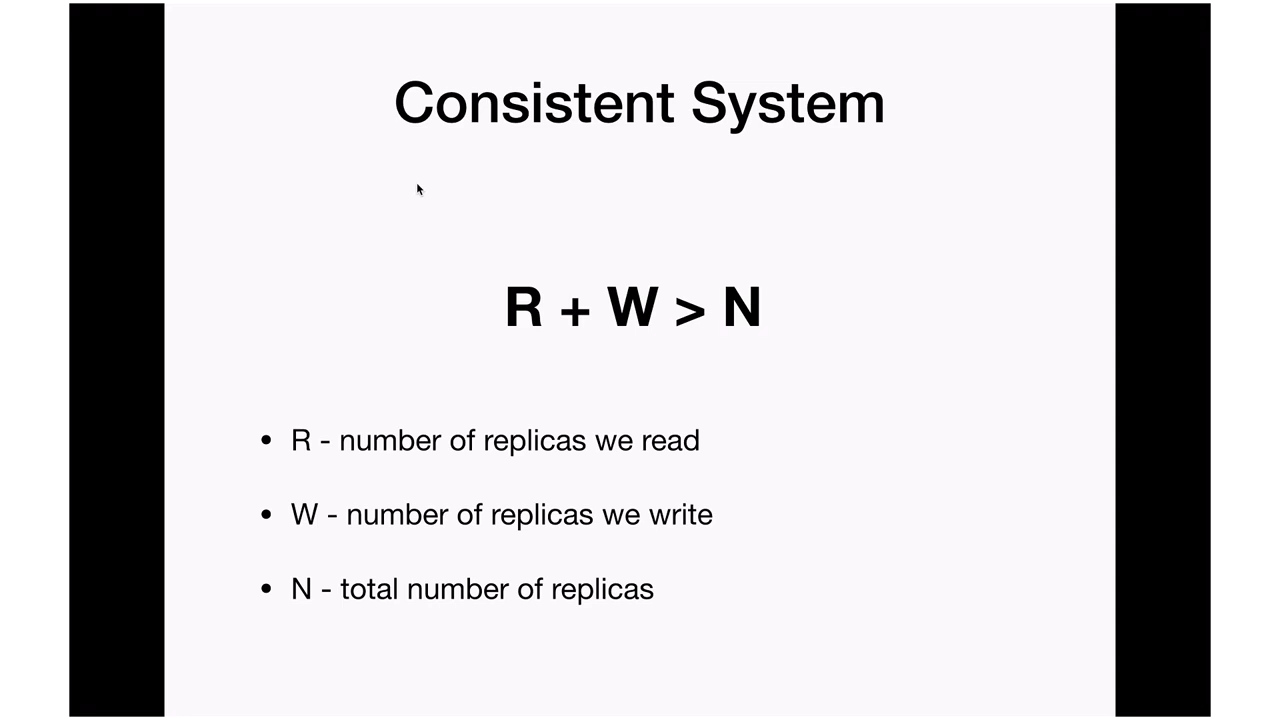 Consistent System
R + W > N
• R - number of replicas we read
• W - number of replicas we write
• N - total number of replicas